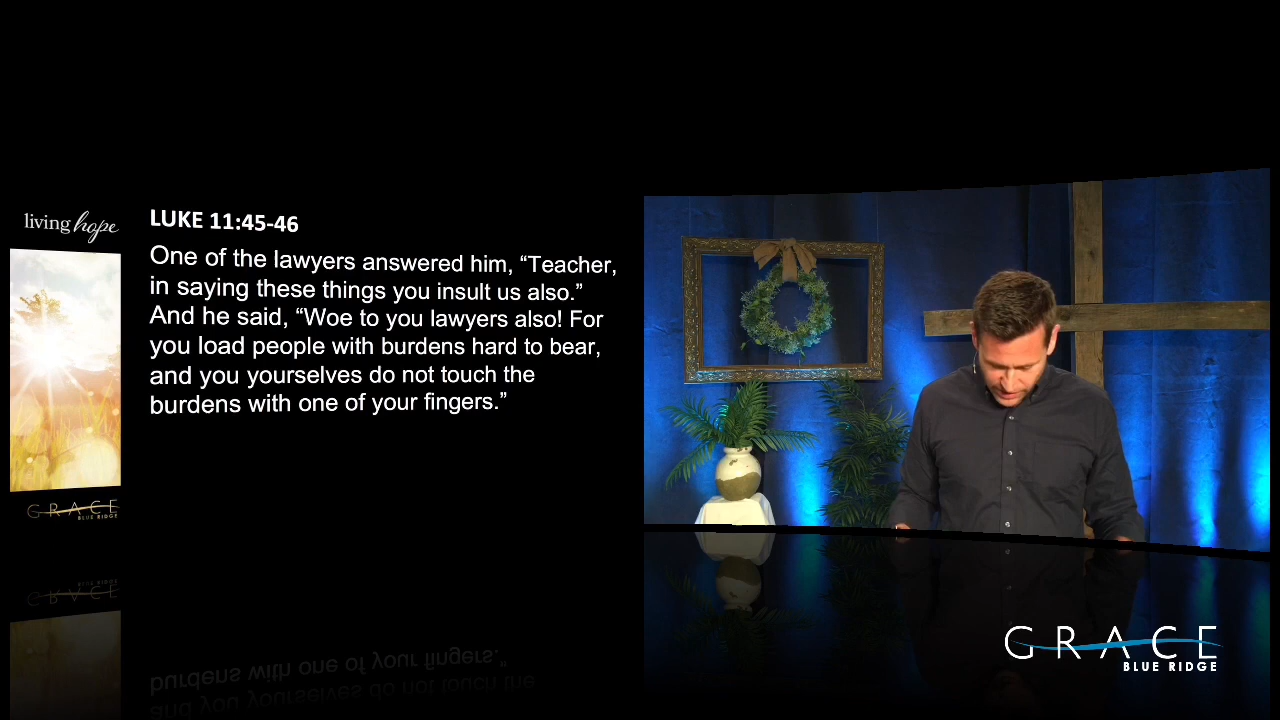 living hope
LUKE 11:45-46
One of the lawyers answered him, “Teacher,
in saying these things you insult us also.”
And he said, “Woe to you lawyers also! For
you load people with burdens hard to bear,
and you yourselves do not touch the
burdens with one of your fingers.”
GRACE
BLUE RIDGE
GRACE
BLUE RIDGE